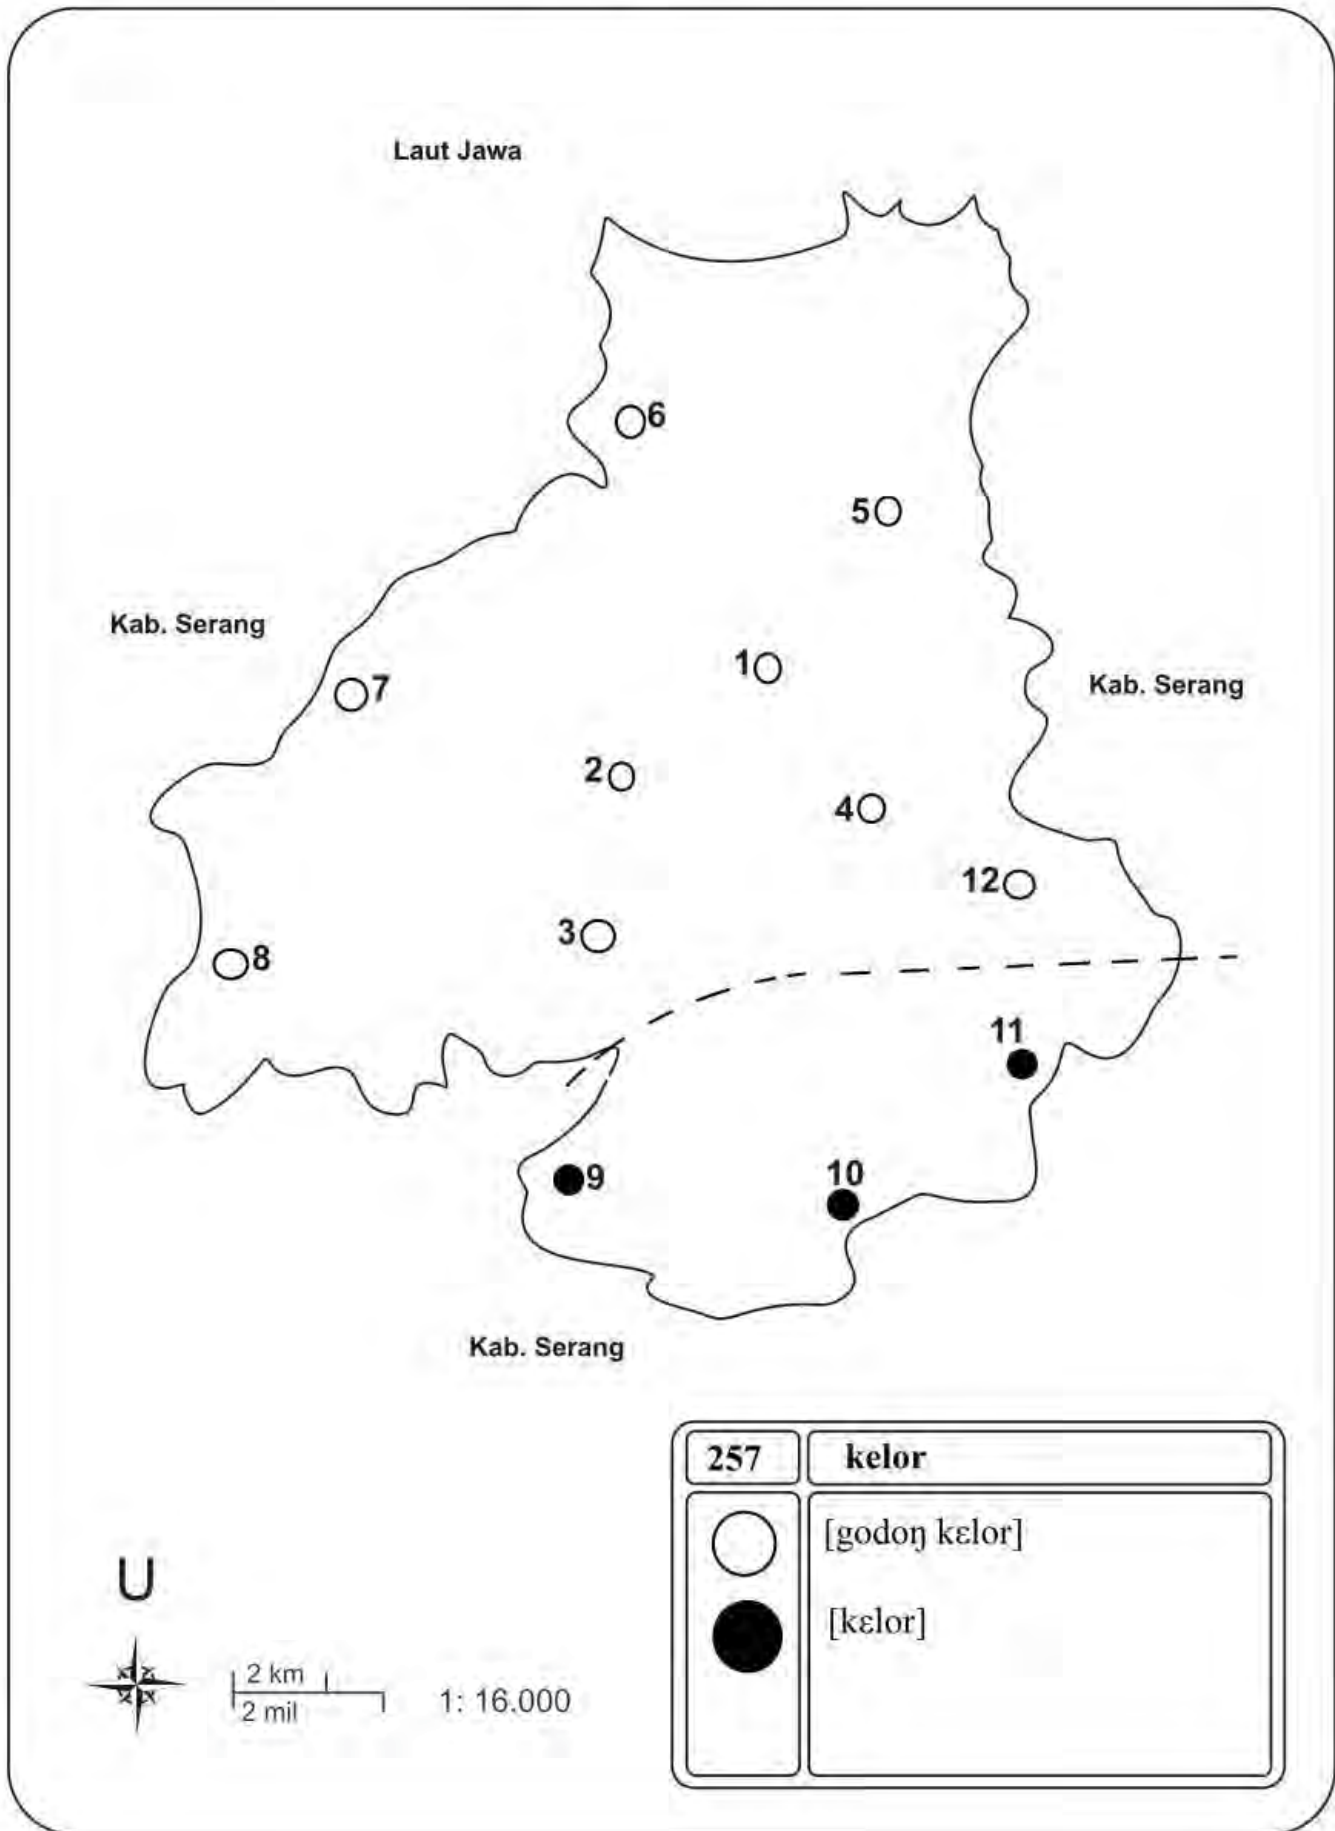 Laut Jawa
6
5
Kab. Serang
1
Kab. Serang
7
2
4
12
3
8
11
9
10
Kab. Serang
257 kelor
[godoŋ kɛlor]
[kɛlor]
U
2 km
2 mil
1: 16.000